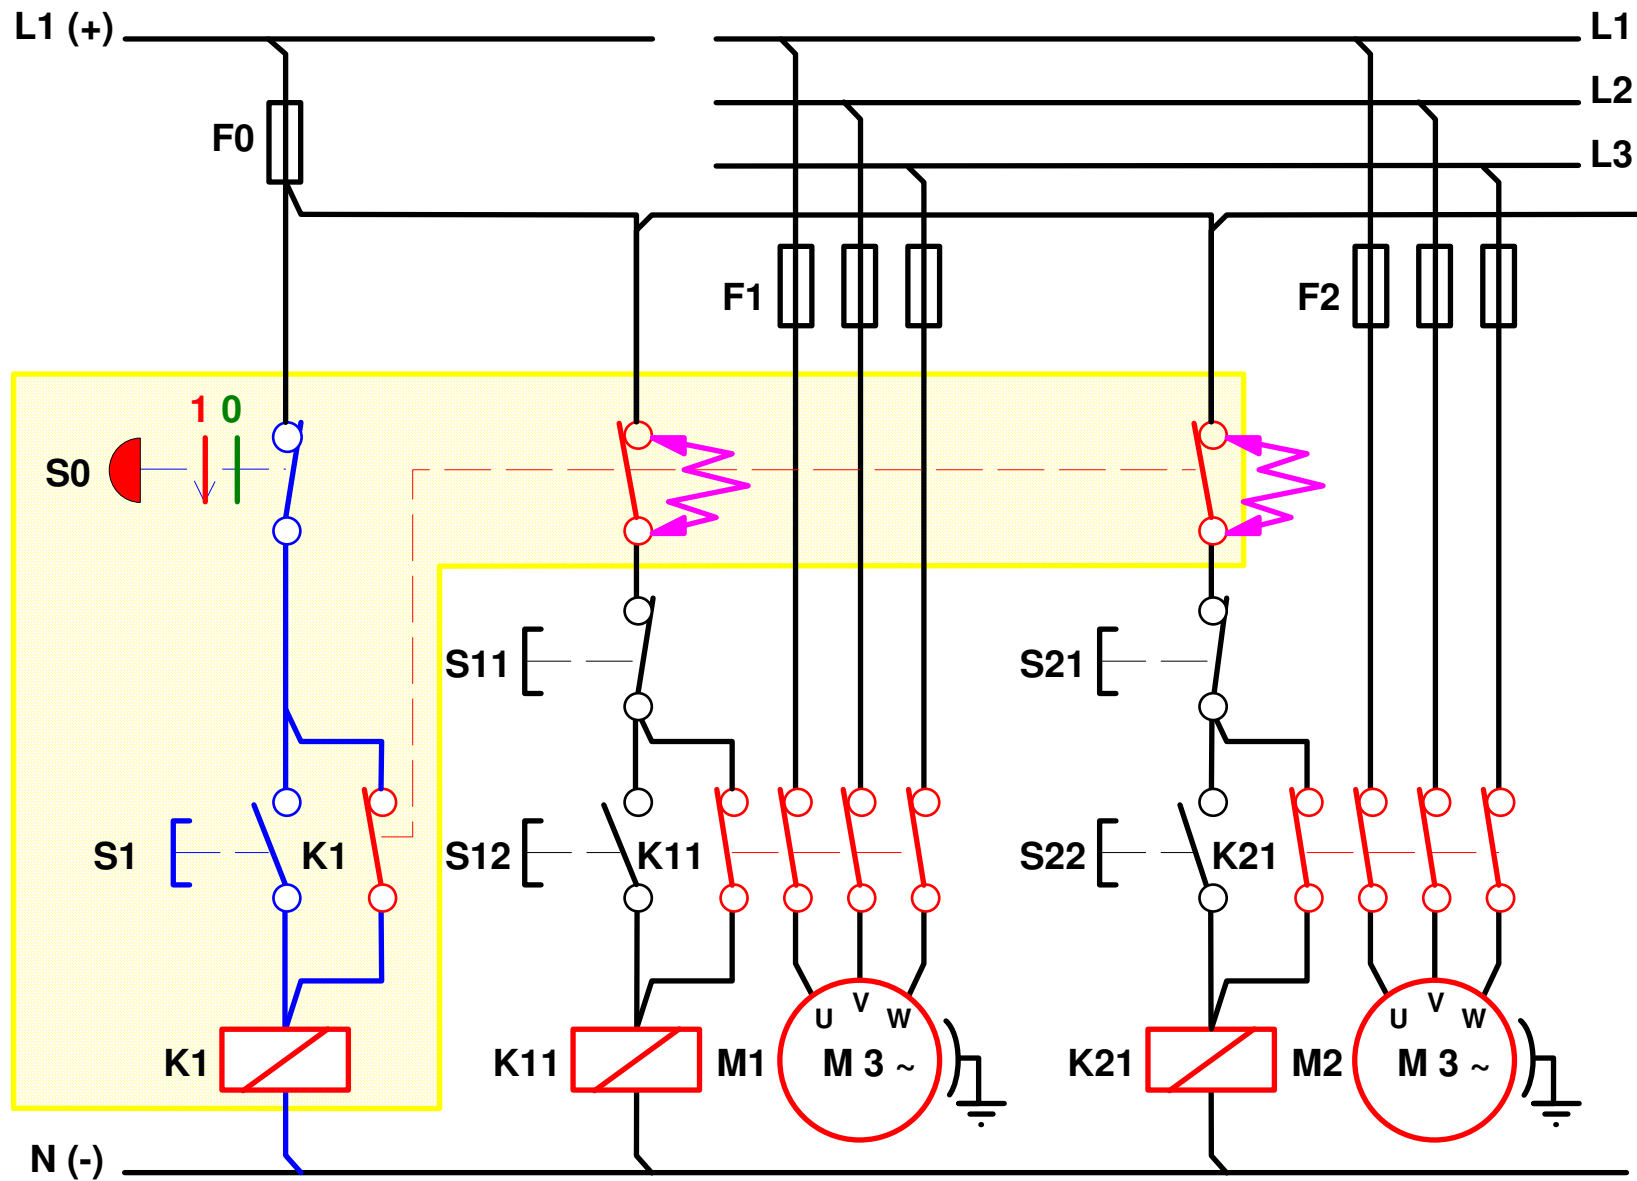 L1 (+)
L1
L2
F0
L3
F1
F2
1 0
S0
S11
S21
S1
K1
S12
K11
S22
K21
U V W
U V W
K1
K11
M1
M 3 ~
K21
M2
M 3 ~
N (-)